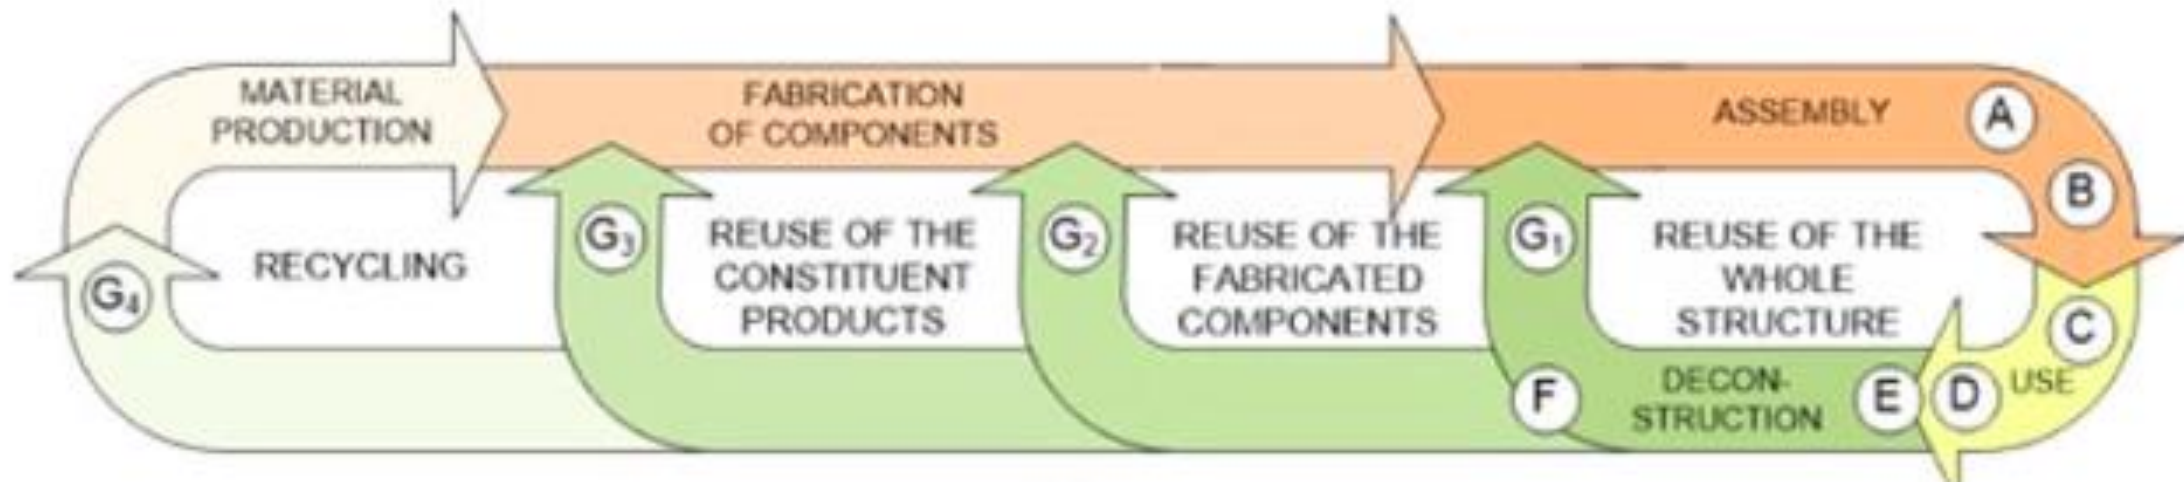 MATERIAL
PRODUCTION
FABRICATION
OF COMPONENTS
ASSEMBLY
A
B
G4
RECYCLING
G3
REUSE OF THE
CONSTITUENT
PRODUCTS
G2
REUSE OF THE
FABRICATED
COMPONENTS
G1
REUSE OF THE
WHOLE
STRUCTURE
C
F
DECON-
STRUCTION
E
D
USE